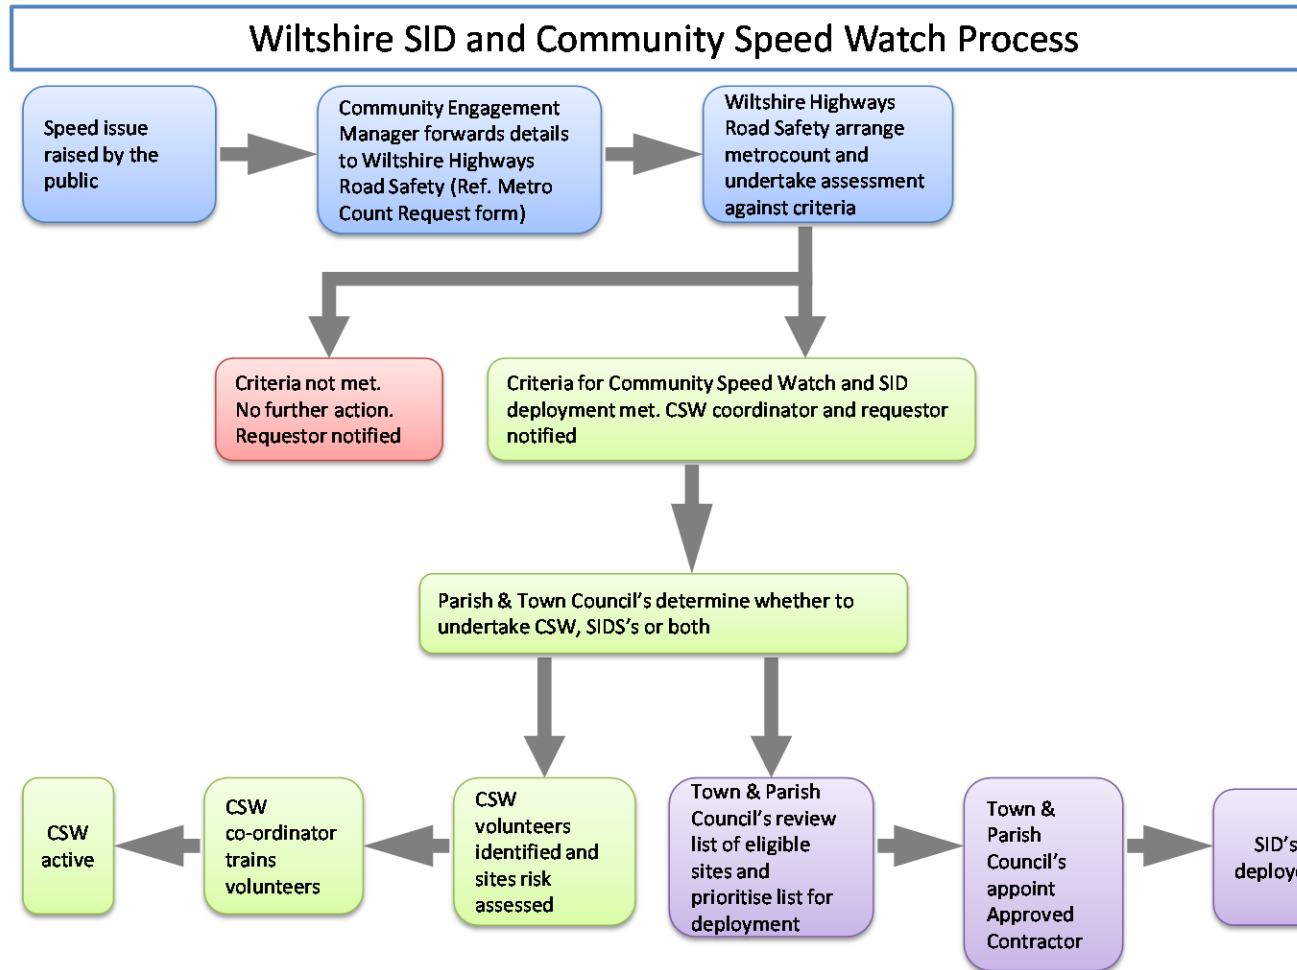 Wiltshire SID and Community Speed Watch Process
Speed issue
raised by the
public
Community Engagement
Manager forwards details
to Wiltshire Highways
Road Safety (Ref. Metro
Count Request form)
Wiltshire Highways
Road Safety arrange
metrocount and
undertake assessment
against criteria
Criteria not met.
No further action.
Requestor notified
Criteria for Community Speed Watch and SID
deployment met. CSW coordinator and requestor
notified
Parish & Town Council's determine whether to
undertake CSW, SIDS's or both
CSW
active
CSW
co-ordinator
trains
volunteers
CSW
volunteers
identified and
sites risk
assessed
Town & Parish
Council's review
list of eligible
sites and
prioritise list for
deployment
Town &
Parish
Council's
appoint
Approved
Contractor
SID's